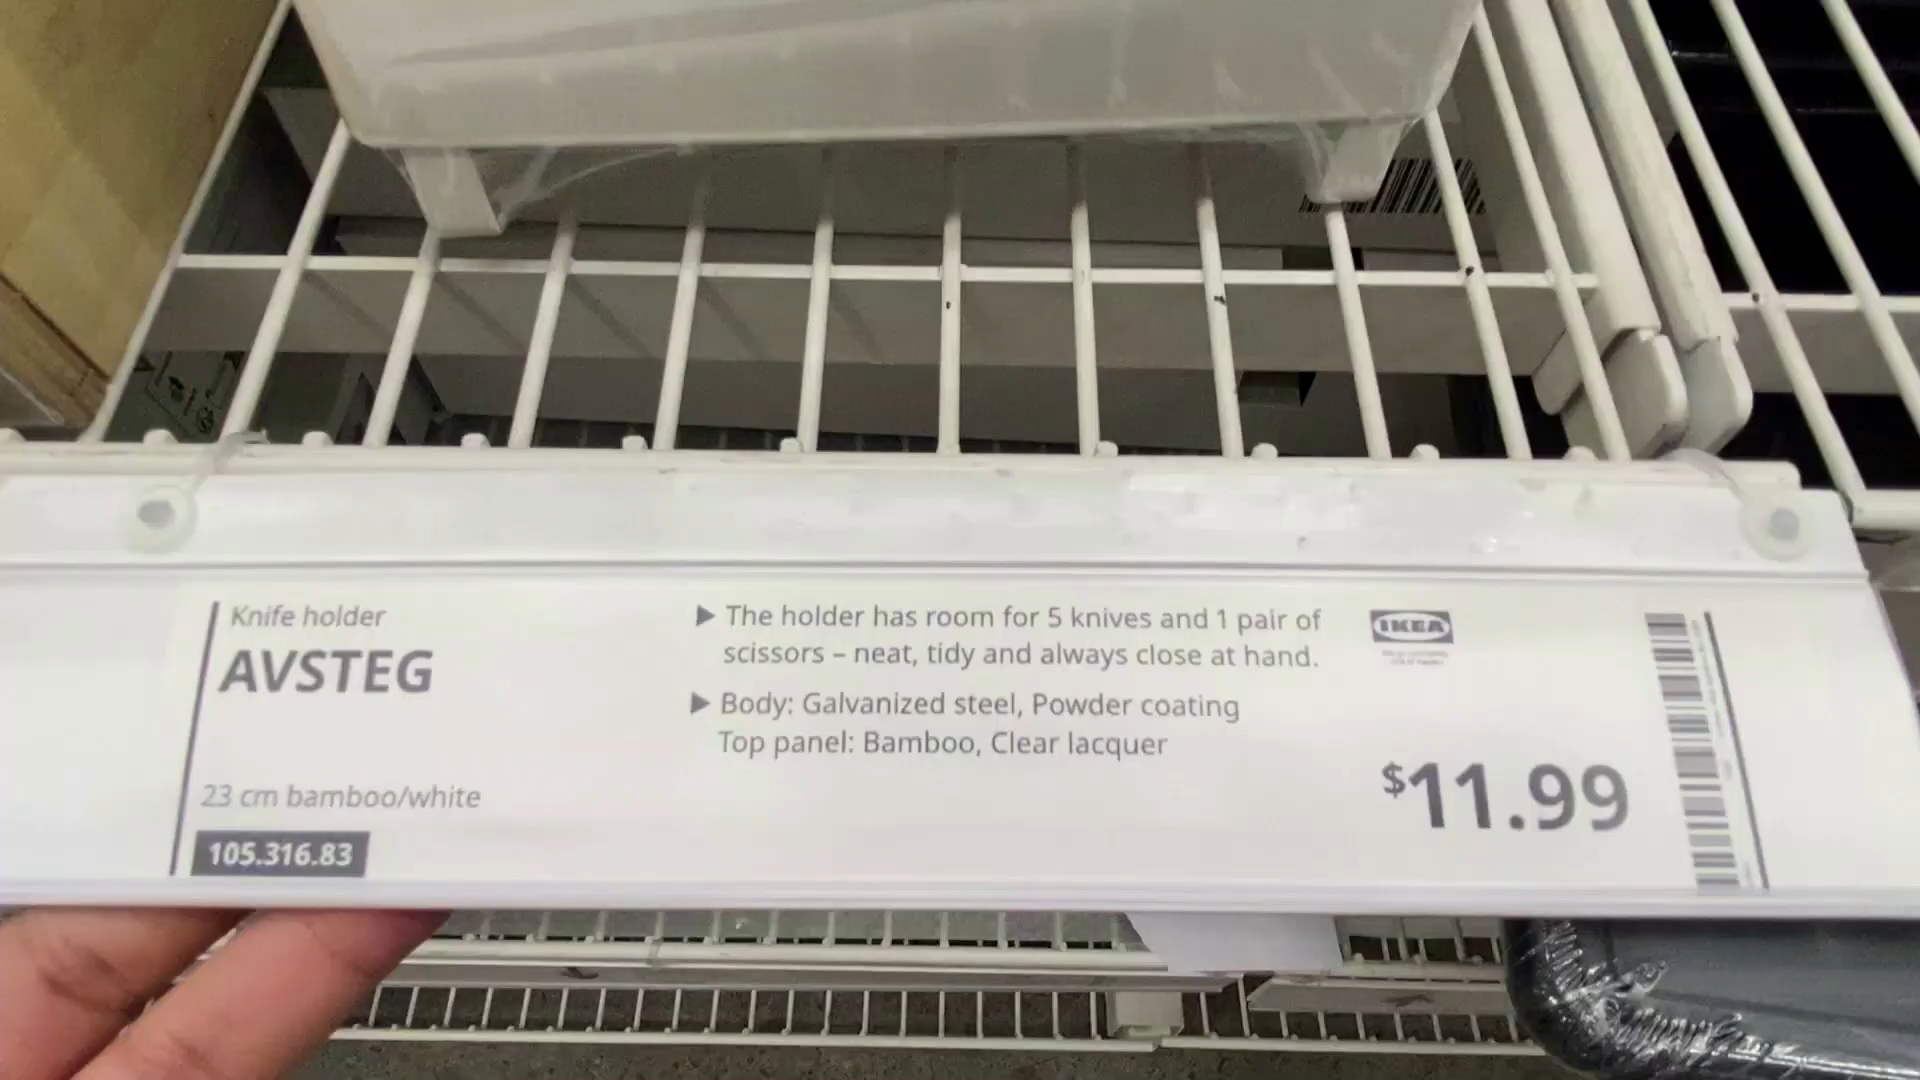 Knife holder
AVSTEG
23 cm bamboo/white
105.316.83
▶ The holder has room for 5 knives and 1 pair of
scissors – neat, tidy and always close at hand.
▶ Body: Galvanized steel, Powder coating
Top panel: Bamboo, Clear lacquer
IKEA
$11.99